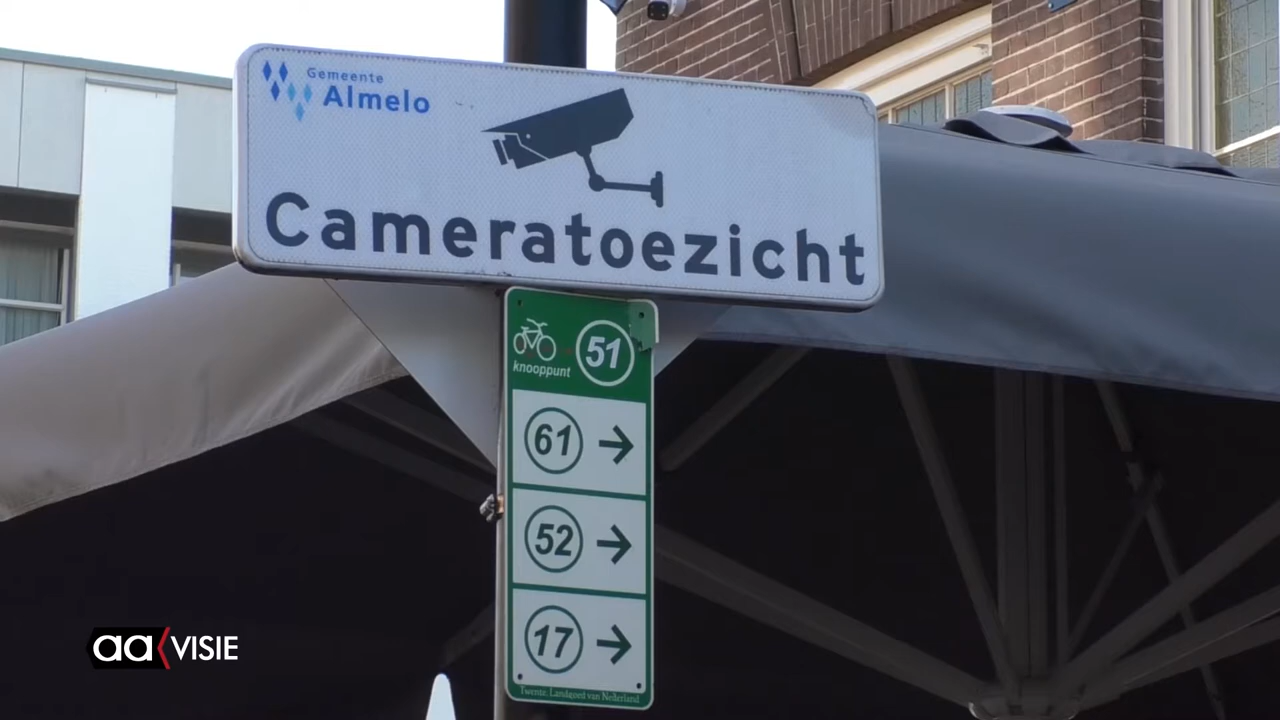 Gemeente
Almelo
Cameratoezicht
51
knooppunt
61 →
52 →
17 →
Twente, Landgoed van Nederland
aa VISIE